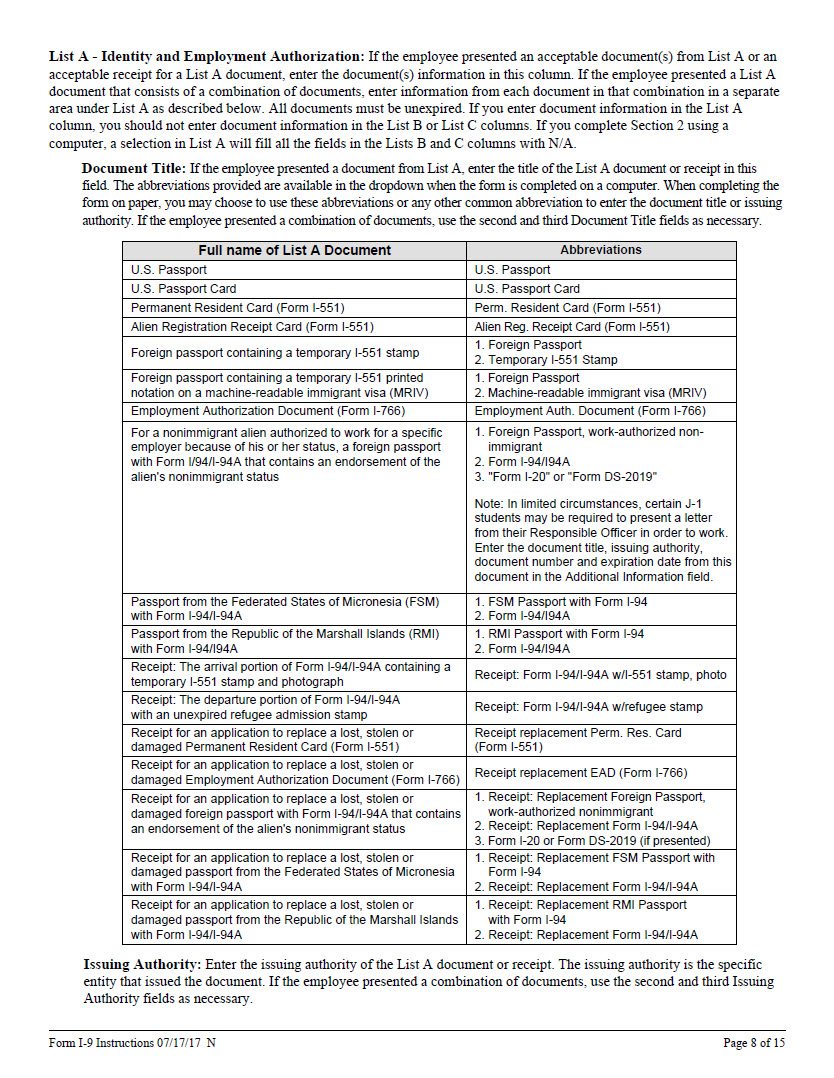 List A - Identity and Employment Authorization: If the employee presented an acceptable document(s) from List A or an
acceptable receipt for a List A document, enter the document(s) information in this column. If the employee presented a List A
document that consists of a combination of documents, enter information from each document in that combination in a separate
area under List A as described below. All documents must be unexpired. If you enter document information in the List A
column, you should not enter document information in the List B or List C columns. If you complete Section 2 using a
computer, a selection in List A will fill all the fields in the Lists B and C columns with N/A.
Document Title: If the employee presented a document from List A, enter the title of the List A document or receipt in this
field. The abbreviations provided are available in the dropdown when the form is completed on a computer. When completing the
form on paper, you may choose to use these abbreviations or any other common abbreviation to enter the document title or issuing
authority. If the employee presented a combination of documents, use the second and third Document Title fields as necessary.
Full name of List A Document
Abbreviations
U.S. Passport
U.S. Passport
U.S. Passport Card
U.S. Passport Card
Permanent Resident Card (Form I-551)
Perm. Resident Card (Form I-551)
Alien Registration Receipt Card (Form I-551)
Alien Reg. Receipt Card (Form I-551)
Foreign passport containing a temporary I-551 stamp
1. Foreign Passport
2. Temporary I-551 Stamp
Foreign passport containing a temporary I-551 printed
notation on a machine-readable immigrant visa (MRIV)
1. Foreign Passport
2. Machine-readable immigrant visa (MRIV)
Employment Authorization Document (Form I-766)
Employment Auth. Document (Form I-766)
For a nonimmigrant alien authorized to work for a specific
employer because of his or her status, a foreign passport
with Form I/94/I-94A that contains an endorsement of the
alien's nonimmigrant status
1. Foreign Passport, work-authorized non-
immigrant
2. Form I-94/I94A
3. "Form I-20" or "Form DS-2019"
Note: In limited circumstances, certain J-1
students may be required to present a letter
from their Responsible Officer in order to work.
Enter the document title, issuing authority,
document number and expiration date from this
document in the Additional Information field.
Passport from the Federated States of Micronesia (FSM)
with Form I-94/I-94A
1. FSM Passport with Form I-94
2. Form I-94/I94A
Passport from the Republic of the Marshall Islands (RMI)
with Form I-94/I94A
1. RMI Passport with Form I-94
2. Form I-94/I94A
Receipt: The arrival portion of Form I-94/I-94A containing a
temporary I-551 stamp and photograph
Receipt: Form I-94/I-94A w/I-551 stamp, photo
Receipt: The departure portion of Form I-94/I-94A
with an unexpired refugee admission stamp
Receipt: Form I-94/I-94A w/refugee stamp
Receipt for an application to replace a lost, stolen or
damaged Permanent Resident Card (Form I-551)
Receipt replacement Perm. Res. Card
(Form I-551)
Receipt for an application to replace a lost, stolen or
damaged Employment Authorization Document (Form I-766)
Receipt replacement EAD (Form I-766)
Receipt for an application to replace a lost, stolen or
damaged foreign passport with Form I-94/I-94A that contains
an endorsement of the alien's nonimmigrant status
1. Receipt: Replacement Foreign Passport,
work-authorized nonimmigrant
2. Receipt: Replacement Form I-94/I-94A
3. Form I-20 or Form DS-2019 (if presented)
Receipt for an application to replace a lost, stolen or
damaged passport from the Federated States of Micronesia
with Form I-94/I-94A
1. Receipt: Replacement FSM Passport with
Form I-94
2. Receipt: Replacement Form I-94/I-94A
Receipt for an application to replace a lost, stolen or
damaged passport from the Republic of the Marshall Islands
with Form I-94/I-94A
1. Receipt: Replacement RMI Passport
with Form I-94
2. Receipt: Replacement Form I-94/I-94A
Issuing Authority: Enter the issuing authority of the List A document or receipt. The issuing authority is the specific
entity that issued the document. If the employee presented a combination of documents, use the second and third Issuing
Authority fields as necessary.
Form I-9 Instructions 07/17/17 N
Page 8 of 15